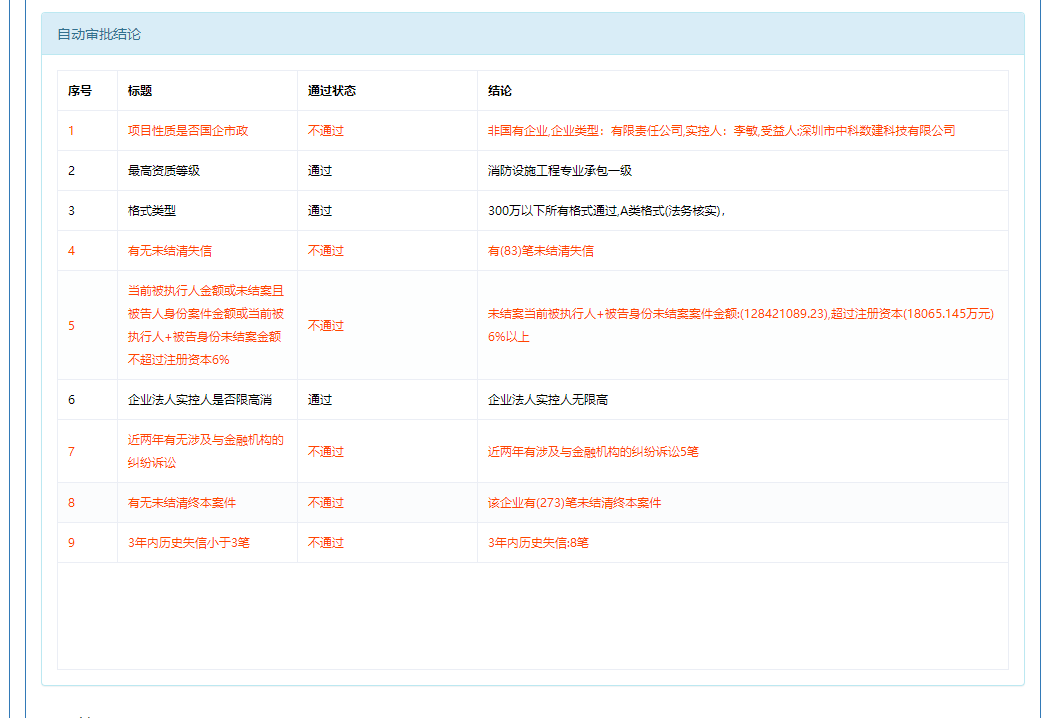 自动审批结论
序号 标题 通过状态 结论
1 项目性质是否国企市政 不通过 非国有企业,企业类型：有限责任公司,实控人：李敏,受益人:深圳市中科数建科技有限公司
2 最高资质等级 通过 消防设施工程专业承包一级
3 格式类型 通过 300万以下所有格式通过,A类格式(法务核实),
4 有无未结清失信 不通过 有(83)笔未结清失信
当前被执行人金额或未结案且
被告人身份案件金额或当前被
执行人+被告身份未结案金额
不超过注册资本6%
5 不通过
未结案当前被执行人+被告身份未结案案件金额:(128421089.23),超过注册资本(18065.145万元)
6%以上
6 企业法人实控人是否限高消 通过 企业法人实控人无限高
近两年有无涉及与金融机构的
纠纷诉讼
7 不通过 近两年有涉及与金融机构的纠纷诉讼5笔
8 有无未结清终本案件 不通过 该企业有(273)笔未结清终本案件
9 3年内历史失信小于3笔 不通过 3年内历史失信:8笔